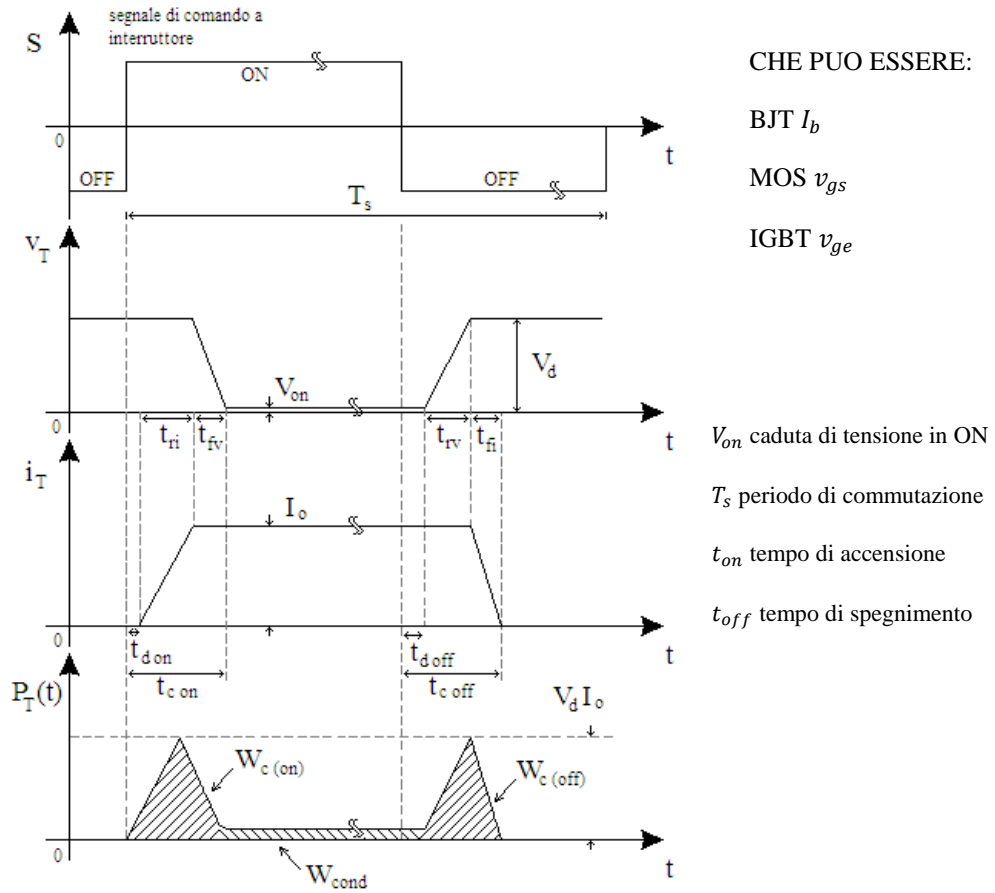 segnale di comando a
interruttore
S
ON
0
t
OFF
OFF
T_s
CHE PUO ESSERE:
BJT I_b
MOS v_gs
IGBT v_ge
v_T
V_d
V_on
0
t_ri
t_fv
t_rv
t_fi
t
V_on caduta di tensione in ON
T_s periodo di commutazione
t_on tempo di accensione
t_off tempo di spegnimento
i_T
I_o
0
t
t_d on
t_d off
t_c on
t_c off
P_T(t)
V_d I_o
W_c (on)
W_c (off)
0
t
W_cond